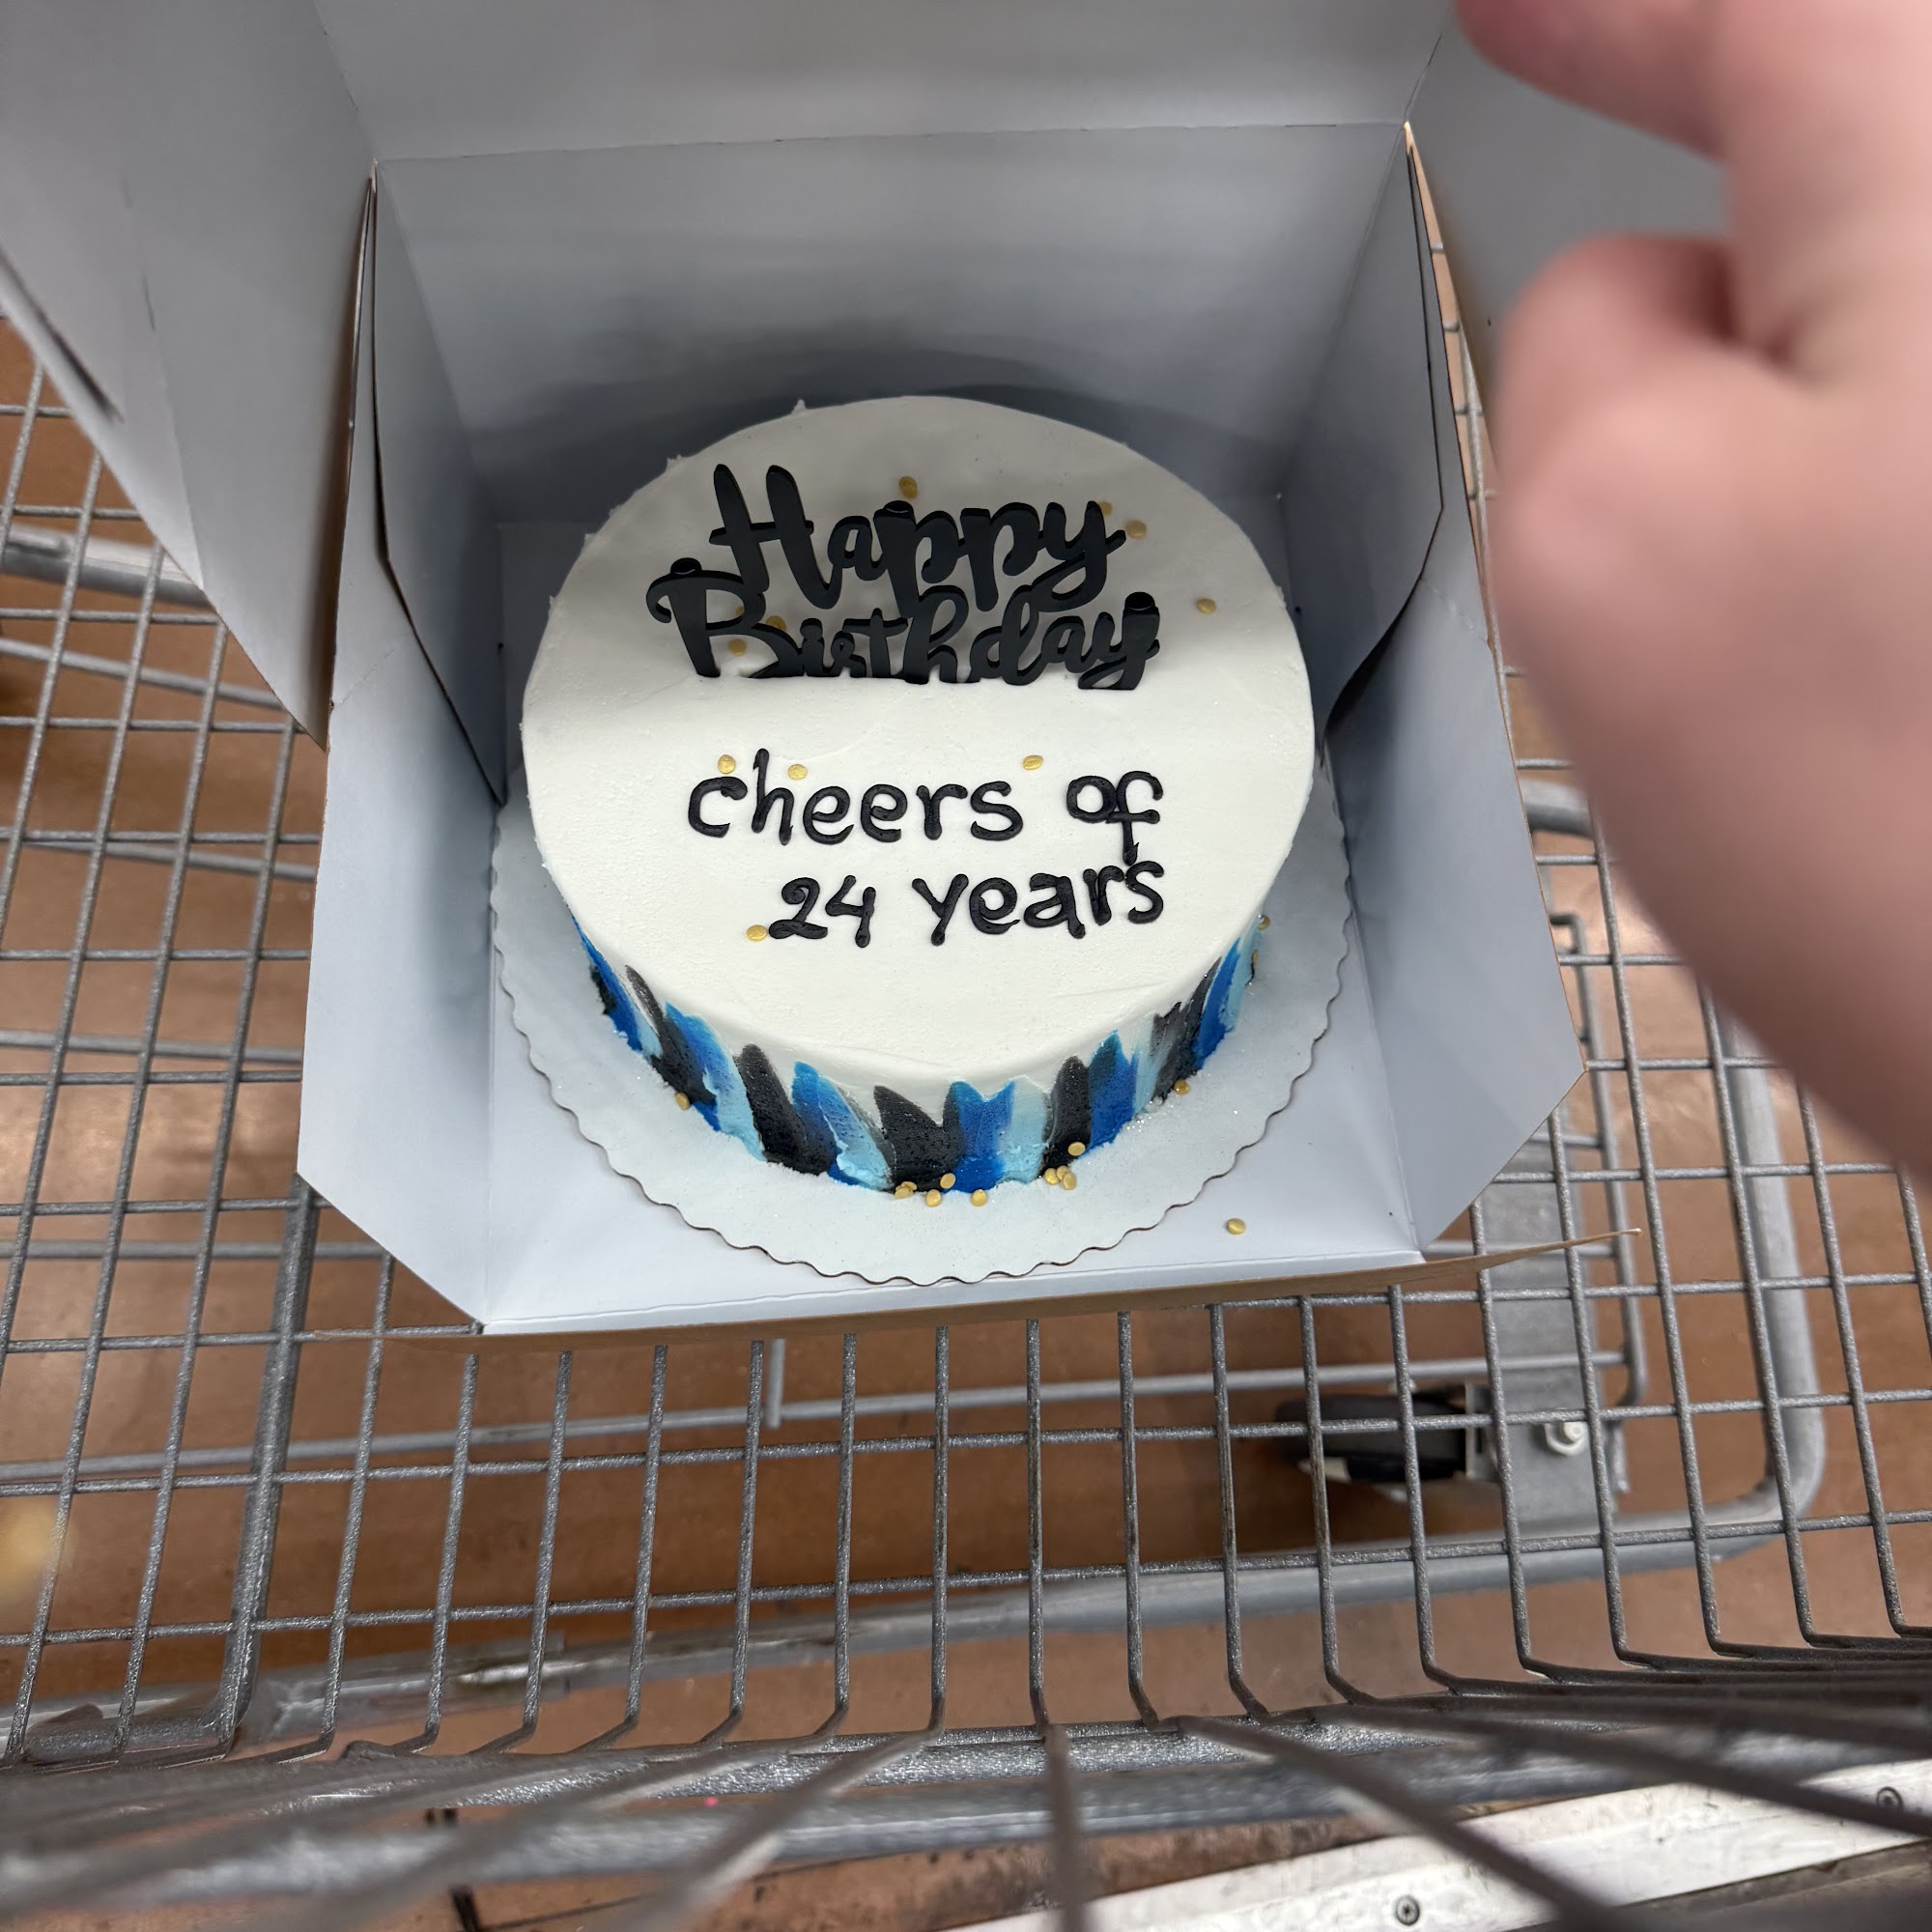 Happy
Birthday
cheers of
24 years